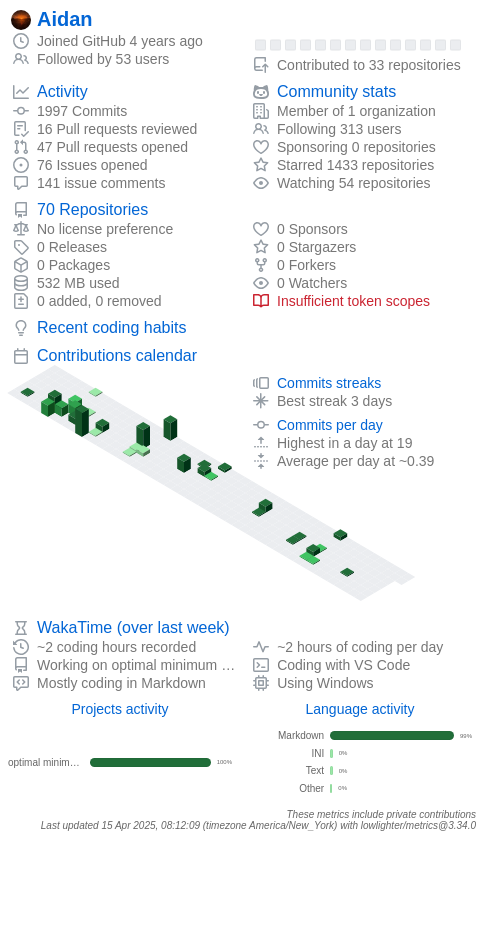 Aidan
Joined GitHub 4 years ago
Followed by 53 users
Contributed to 33 repositories
Activity
1997 Commits
16 Pull requests reviewed
47 Pull requests opened
76 Issues opened
141 issue comments
Community stats
Member of 1 organization
Following 313 users
Sponsoring 0 repositories
Starred 1433 repositories
Watching 54 repositories
70 Repositories
No license preference
0 Releases
0 Packages
532 MB used
0 added, 0 removed
0 Sponsors
0 Stargazers
0 Forkers
0 Watchers
Insufficient token scopes
Recent coding habits
Contributions calendar
Commits streaks
Best streak 3 days
Commits per day
Highest in a day at 19
Average per day at ~0.39
WakaTime (over last week)
~2 coding hours recorded
Working on optimal minimum …
Mostly coding in Markdown
~2 hours of coding per day
Coding with VS Code
Using Windows
Projects activity
optimal minim… 100%
Language activity
Markdown 99%
INI 0%
Text 0%
Other 0%
These metrics include private contributions
Last updated 15 Apr 2025, 08:12:09 (timezone America/New_York) with lowlighter/metrics@3.34.0